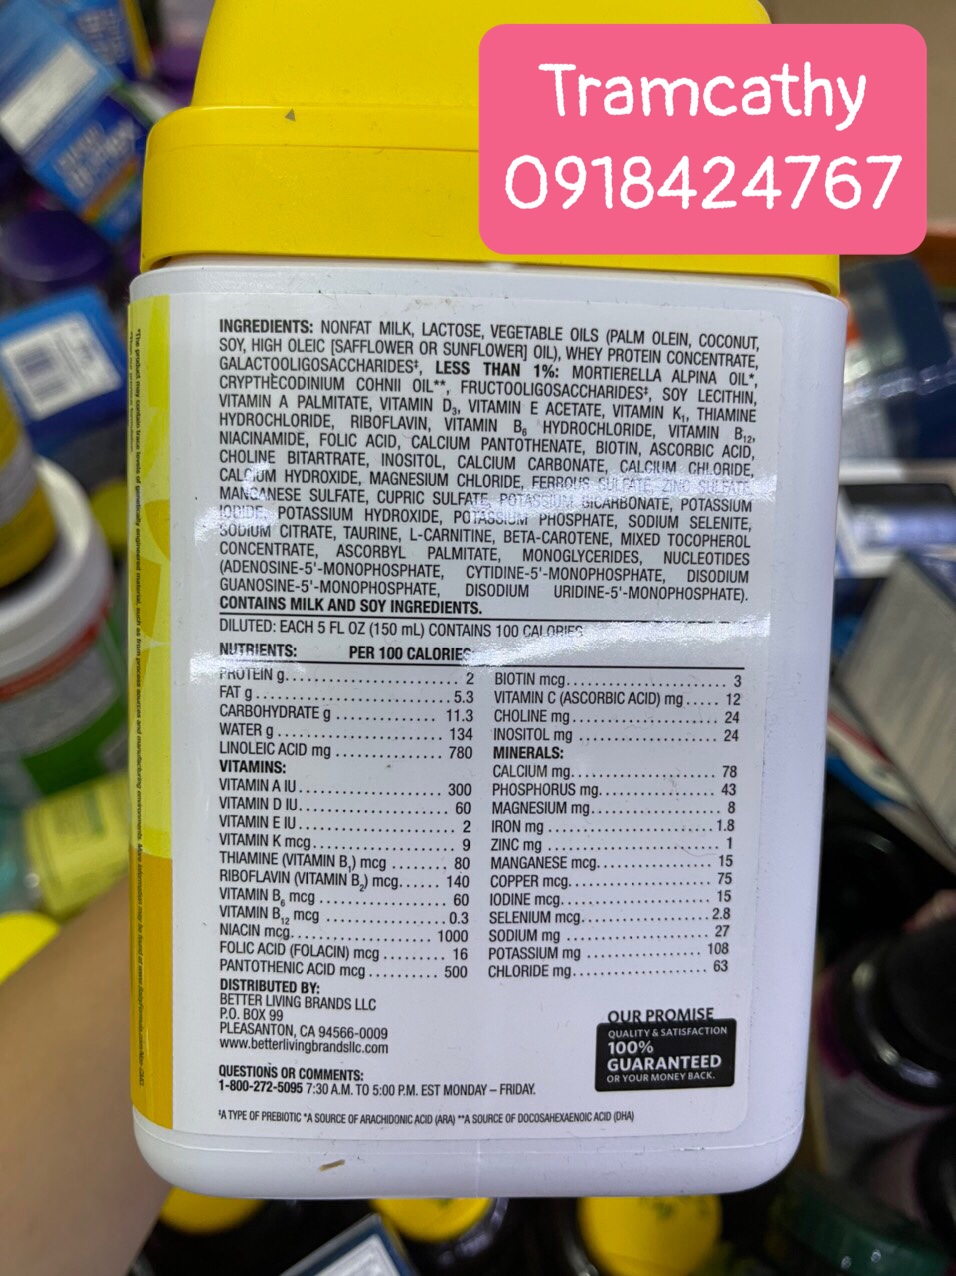 Tramcathy
0918424767
INGREDIENTS: NONFAT MILK, LACTOSE, VEGETABLE OILS (PALM OLEIN, COCONUT,
SOY, HIGH OLEIC [SAFFLOWER OR SUNFLOWER] OIL), WHEY PROTEIN CONCENTRATE,
GALACTOOLIGOSACCHARIDES‡, LESS THAN 1%: MORTIERELLA ALPINA OIL*,
CRYPTHECODINIUM COHNII OIL**, FRUCTOOLIGOSACCHARIDES‡, SOY LECITHIN,
VITAMIN A PALMITATE, VITAMIN D₃, VITAMIN E ACETATE, VITAMIN K₁, THIAMINE
HYDROCHLORIDE, RIBOFLAVIN, VITAMIN B₆ HYDROCHLORIDE, VITAMIN B₁₂,
NIACINAMIDE, FOLIC ACID, CALCIUM PANTOTHENATE, BIOTIN, ASCORBIC ACID,
CHOLINE BITARTRATE, INOSITOL, CALCIUM CARBONATE, CALCIUM CHLORIDE,
CALCIUM HYDROXIDE, MAGNESIUM CHLORIDE, FERROUS SULFATE, ZINC SULFATE,
MANGANESE SULFATE, CUPRIC SULFATE, POTASSIUM BICARBONATE, POTASSIUM
IODIDE, POTASSIUM HYDROXIDE, POTASSIUM PHOSPHATE, SODIUM SELENITE,
SODIUM CITRATE, TAURINE, L-CARNITINE, BETA-CAROTENE, MIXED TOCOPHEROL
CONCENTRATE, ASCORBYL PALMITATE, MONOGLYCERIDES, NUCLEOTIDES
(ADENOSINE-5'-MONOPHOSPHATE, CYTIDINE-5'-MONOPHOSPHATE, DISODIUM
GUANOSINE-5'-MONOPHOSPHATE, DISODIUM URIDINE-5'-MONOPHOSPHATE).
CONTAINS MILK AND SOY INGREDIENTS.
DILUTED: EACH 5 FL OZ (150 mL) CONTAINS 100 CALORIES
NUTRIENTS: PER 100 CALORIES
PROTEIN g 2
FAT g 5.3
CARBOHYDRATE g 11.3
WATER g 134
LINOLEIC ACID mg 780
VITAMINS:
VITAMIN A IU 300
VITAMIN D IU 60
VITAMIN E IU 2
VITAMIN K mcg 9
THIAMINE (VITAMIN B₁) mcg 80
RIBOFLAVIN (VITAMIN B₂) mcg 140
VITAMIN B₆ mcg 60
VITAMIN B₁₂ mcg 0.3
NIACIN mcg 1000
FOLIC ACID (FOLACIN) mcg 16
PANTOTHENIC ACID mcg 500
BIOTIN mcg 3
VITAMIN C (ASCORBIC ACID) mg 12
CHOLINE mg 24
INOSITOL mg 24
MINERALS:
CALCIUM mg 78
PHOSPHORUS mg 43
MAGNESIUM mg 8
IRON mg 1.8
ZINC mg 1
MANGANESE mcg 15
COPPER mcg 75
IODINE mcg 15
SELENIUM mcg 2.8
SODIUM mg 27
POTASSIUM mg 108
CHLORIDE mg 63
DISTRIBUTED BY:
BETTER LIVING BRANDS LLC
P.O. BOX 99
PLEASANTON, CA 94566-0009
www.betterlivingbrandsllc.com
QUESTIONS OR COMMENTS:
1-800-272-5095 7:30 A.M. TO 5:00 P.M. EST MONDAY – FRIDAY.
OUR PROMISE
QUALITY & SATISFACTION
100%
GUARANTEED
OR YOUR MONEY BACK.
‡A TYPE OF PREBIOTIC *A SOURCE OF ARACHIDONIC ACID (ARA) **A SOURCE OF DOCOSAHEXAENOIC ACID (DHA)